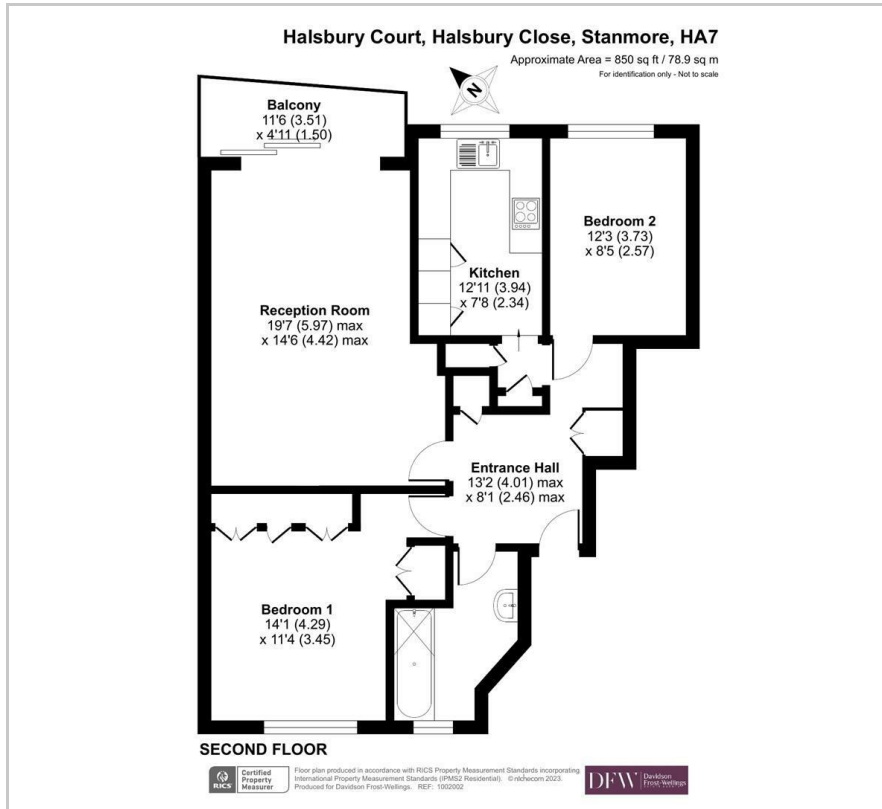 Halsbury Court, Halsbury Close, Stanmore, HA7
Approximate Area = 850 sq ft / 78.9 sq m
For identification only - Not to scale
N
Balcony
11'6 (3.51)
x 4'11 (1.50)
Kitchen
12'11 (3.94)
x 7'8 (2.34)
Bedroom 2
12'3 (3.73)
x 8'5 (2.57)
Reception Room
19'7 (5.97) max
x 14'6 (4.42) max
Entrance Hall
13'2 (4.01) max
x 8'1 (2.46) max
Bedroom 1
14'1 (4.29)
x 11'4 (3.45)
SECOND FLOOR
RICS
Certified
Property
Measurer
Floor plan produced in accordance with RICS Property Measurement Standards incorporating
International Property Measurement Standards (IPMS2 Residential). © nichecom 2023.
Produced for Davidson Frost-Wellings. REF: 1002002
DFW
Davidson
Frost-Wellings